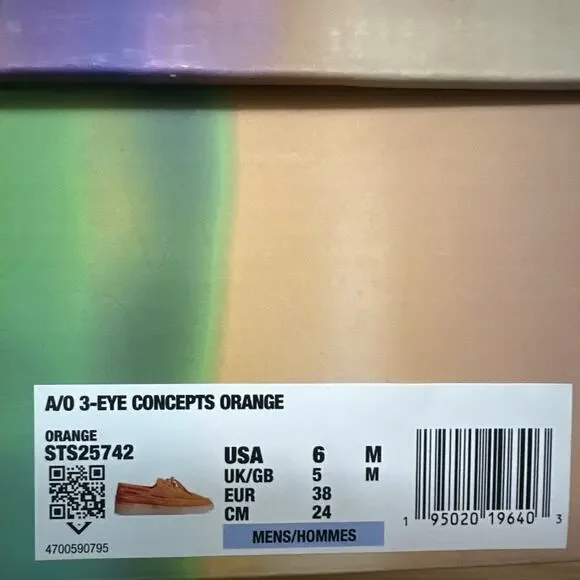 A/O 3-EYE CONCEPTS ORANGE
ORANGE
STS25742
USA 6 M
UK/GB 5 M
EUR 38
CM 24
MENS/HOMMES
4700590795
1 95020 19640 3